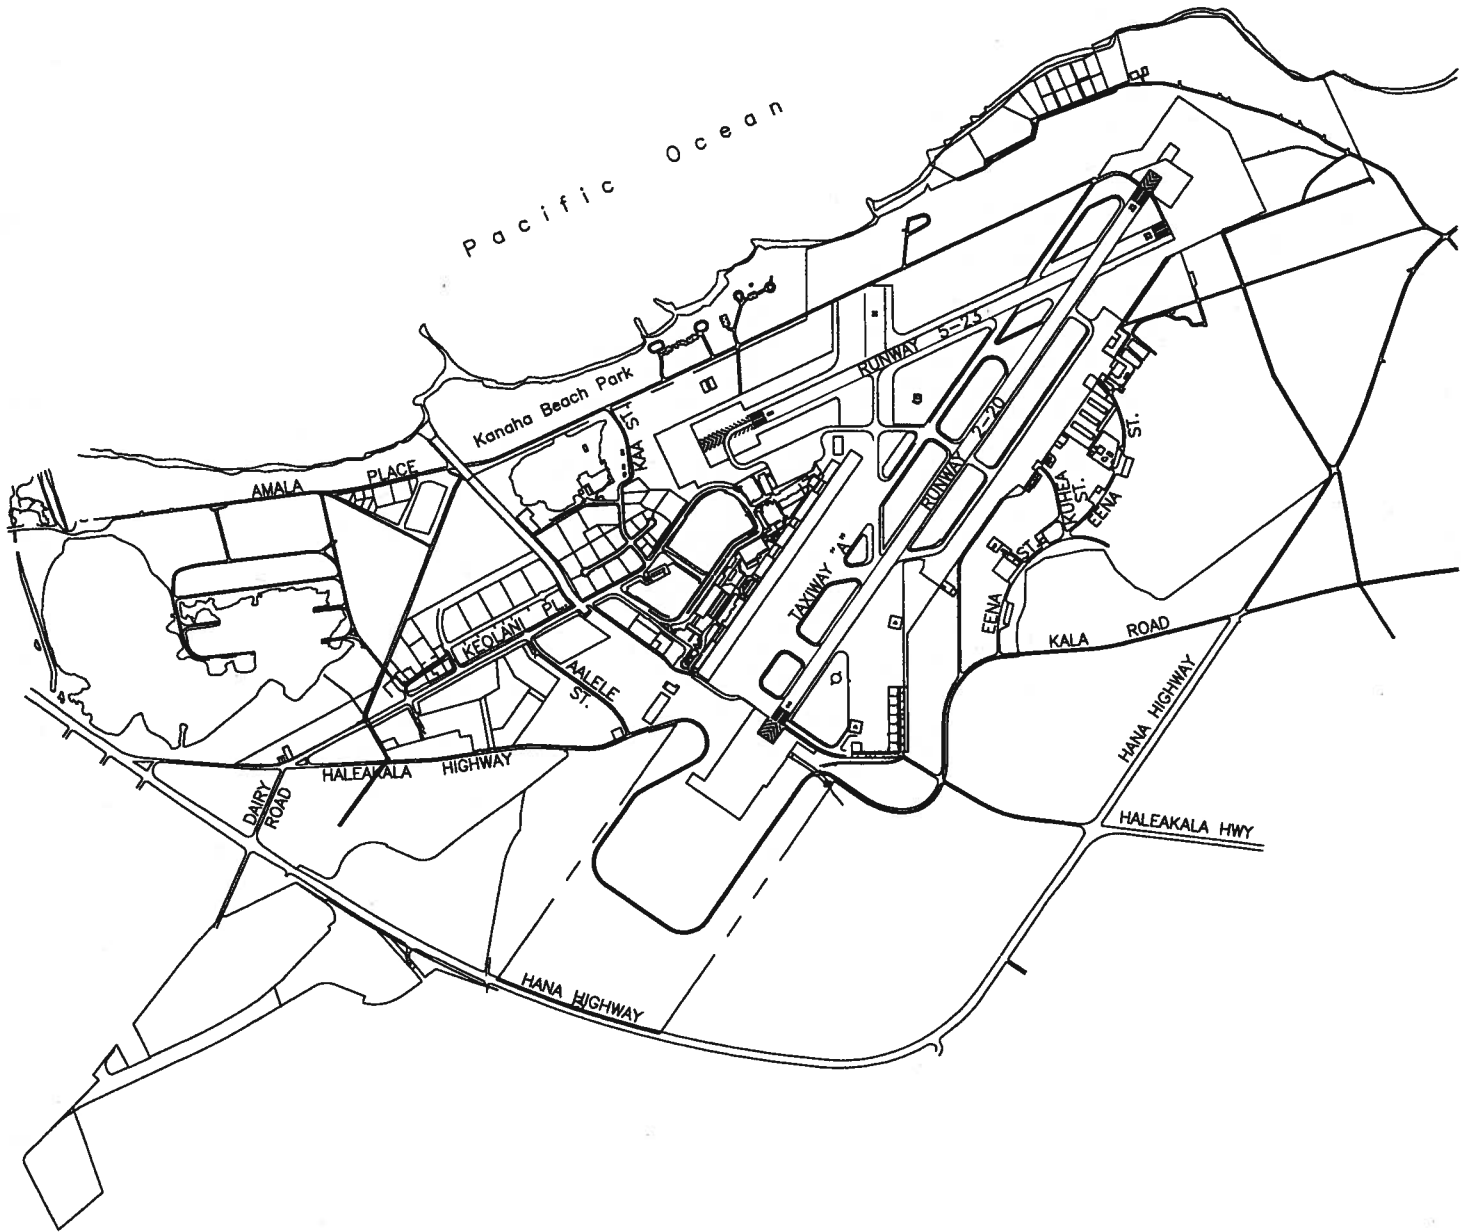 Pacific Ocean
Kanaha Beach Park
AMALA PLACE
KAA ST.
RUNWAY 5-23
RUNWAY 2-20
TAXIWAY "A"
KEOLANI PL.
AALELE ST.
EENA ST.
KUHEA ST.
EENA ST.
KALA ROAD
HANA HIGHWAY
HALEAKALA HIGHWAY
DAIRY ROAD
HALEAKALA HWY
HANA HIGHWAY